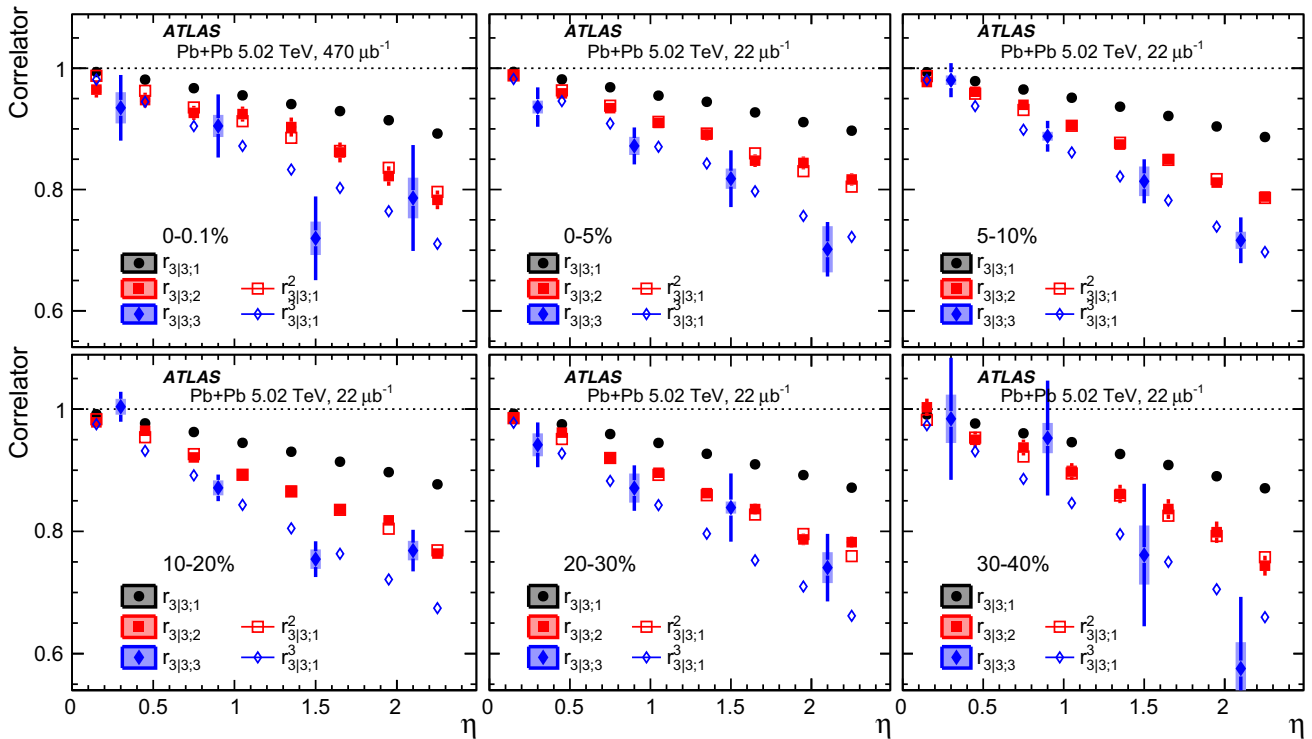 Correlator
ATLAS
Pb+Pb 5.02 TeV, 470 μb⁻¹
1
0.8
0.6
0-0.1%
r3|3;1
r3|3;2 r²3|3;1
r3|3;3 r³3|3;1
ATLAS
Pb+Pb 5.02 TeV, 22 μb⁻¹
0-5%
r3|3;1
r3|3;2 r²3|3;1
r3|3;3 r³3|3;1
ATLAS
Pb+Pb 5.02 TeV, 22 μb⁻¹
5-10%
r3|3;1
r3|3;2 r²3|3;1
r3|3;3 r³3|3;1
Correlator
ATLAS
Pb+Pb 5.02 TeV, 22 μb⁻¹
1
0.8
0.6
10-20%
r3|3;1
r3|3;2 r²3|3;1
r3|3;3 r³3|3;1
0 0.5 1 1.5 2
η
ATLAS
Pb+Pb 5.02 TeV, 22 μb⁻¹
20-30%
r3|3;1
r3|3;2 r²3|3;1
r3|3;3 r³3|3;1
0 0.5 1 1.5 2
η
ATLAS
Pb+Pb 5.02 TeV, 22 μb⁻¹
30-40%
r3|3;1
r3|3;2 r²3|3;1
r3|3;3 r³3|3;1
0 0.5 1 1.5 2
η